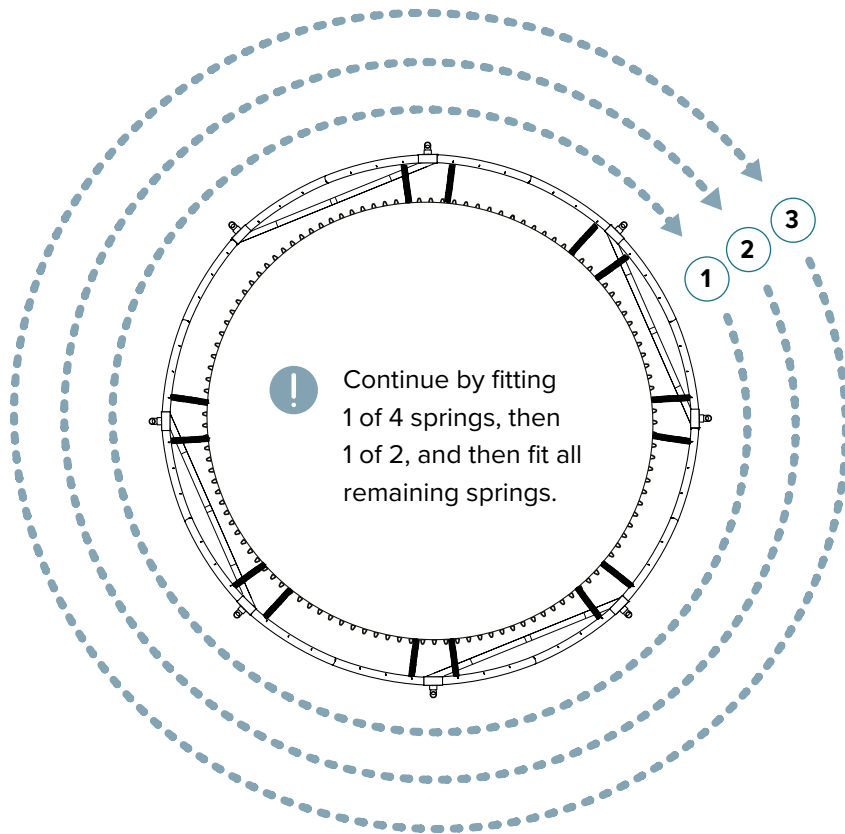 3
2
1
!
Continue by fitting
1 of 4 springs, then
1 of 2, and then fit all
remaining springs.